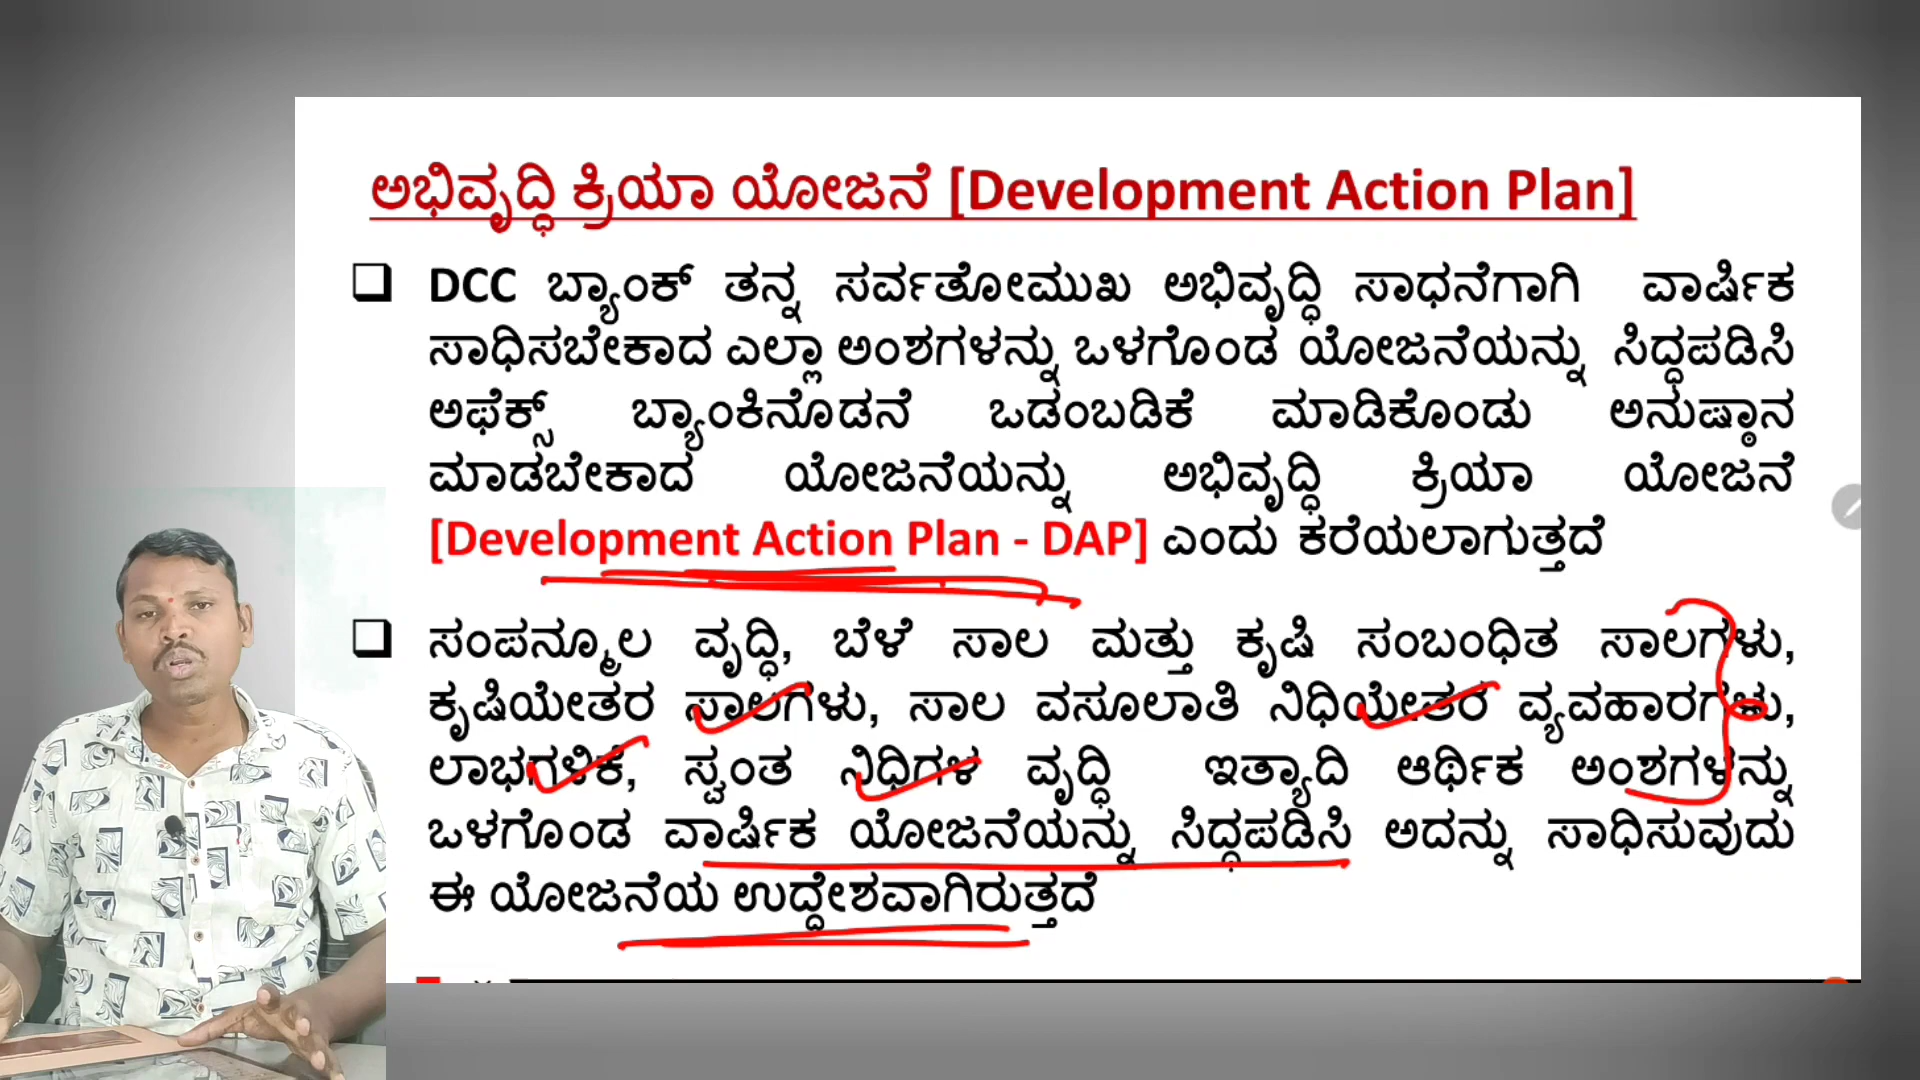 ಅಭಿವೃದ್ಧಿ ಕ್ರಿಯಾ ಯೋಜನೆ [Development Action Plan]
❑ DCC ಬ್ಯಾಂಕ್ ತನ್ನ ಸರ್ವತೋಮುಖ ಅಭಿವೃದ್ಧಿ ಸಾಧನೆಗಾಗಿ ವಾರ್ಷಿಕ
ಸಾಧಿಸಬೇಕಾದ ಎಲ್ಲಾ ಅಂಶಗಳನ್ನು ಒಳಗೊಂಡ ಯೋಜನೆಯನ್ನು ಸಿದ್ಧಪಡಿಸಿ
ಅಫೆಕ್ಸ್ ಬ್ಯಾಂಕಿನೊಡನೆ ಒಡಂಬಡಿಕೆ ಮಾಡಿಕೊಂಡು ಅನುಷ್ಠಾನ
ಮಾಡಬೇಕಾದ ಯೋಜನೆಯನ್ನು ಅಭಿವೃದ್ಧಿ ಕ್ರಿಯಾ ಯೋಜನೆ
[Development Action Plan - DAP] ಎಂದು ಕರೆಯಲಾಗುತ್ತದೆ
❑ ಸಂಪನ್ಮೂಲ ವೃದ್ಧಿ, ಬೆಳೆ ಸಾಲ ಮತ್ತು ಕೃಷಿ ಸಂಬಂಧಿತ ಸಾಲಗಳು,
ಕೃಷಿಯೇತರ ಸಾಲಗಳು, ಸಾಲ ವಸೂಲಾತಿ ನಿಧಿಯೇತರ ವ್ಯವಹಾರಗಳು,
ಲಾಭಗಳಿಕೆ, ಸ್ವಂತ ನಿಧಿಗಳ ವೃದ್ಧಿ ಇತ್ಯಾದಿ ಆರ್ಥಿಕ ಅಂಶಗಳನ್ನು
ಒಳಗೊಂಡ ವಾರ್ಷಿಕ ಯೋಜನೆಯನ್ನು ಸಿದ್ಧಪಡಿಸಿ ಅದನ್ನು ಸಾಧಿಸುವುದು
ಈ ಯೋಜನೆಯ ಉದ್ದೇಶವಾಗಿರುತ್ತದೆ